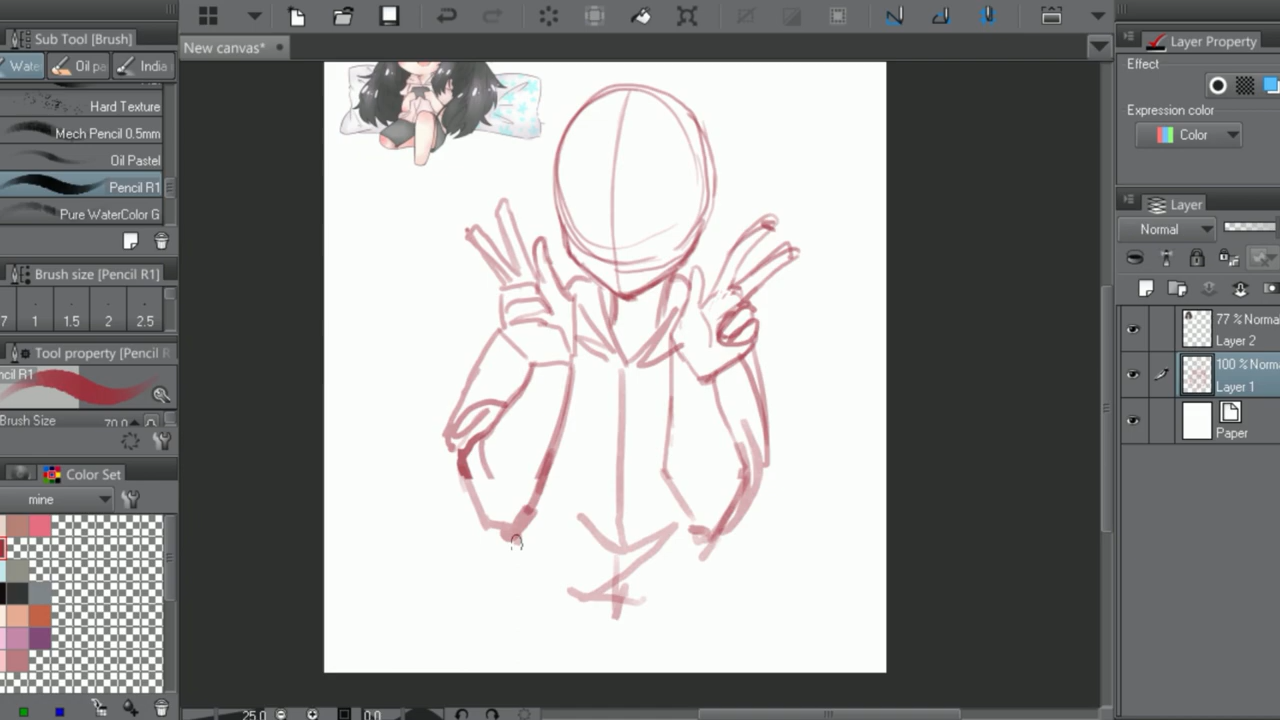 Sub Tool [Brush]
New canvas*
Layer Property
Wate
Oil pa
India
Effect
Hard Texture
Expression color
Mech Pencil 0.5mm
Color
Oil Pastel
Pencil R1
Layer
Pure WaterColor G
Normal
Brush size [Pencil R1]
7 1 1.5 2 2.5
77 % Norma
Layer 2
Tool property [Pencil R
ncil R1
100 % Norma
Layer 1
Brush Size 70.0
Paper
Color Set
mine
25.0 0.0